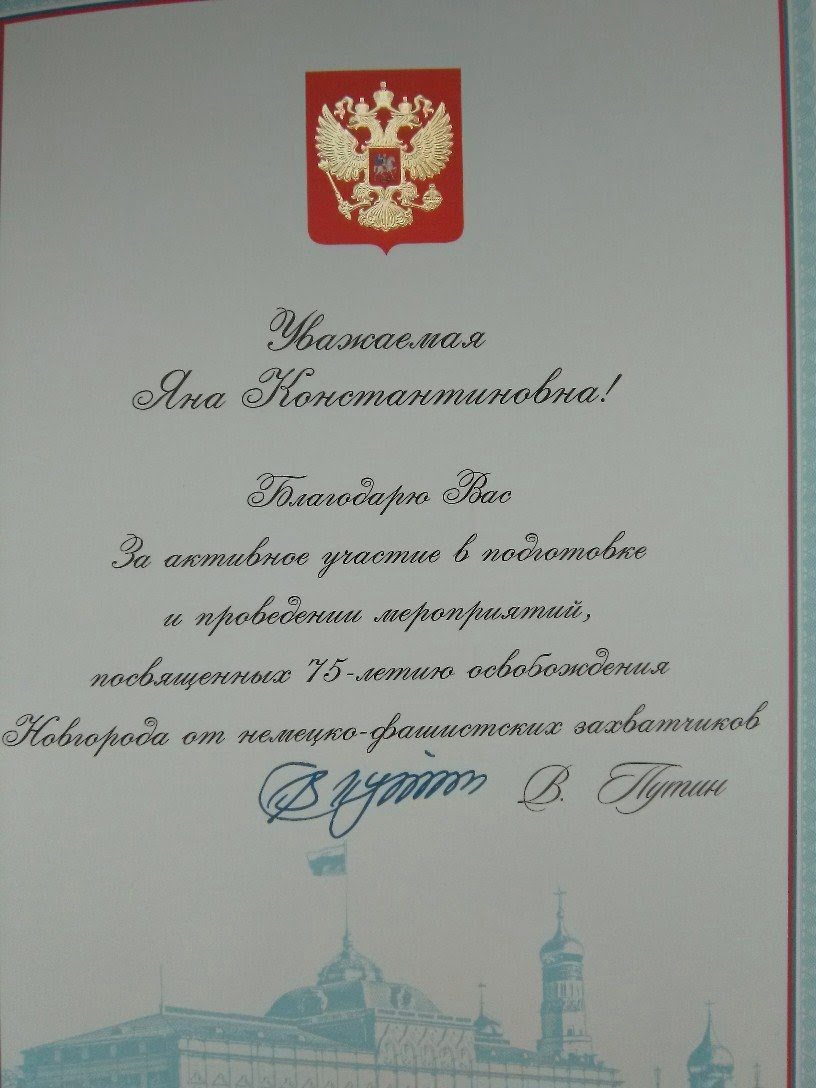 Уважаемая
Яна Константиновна!
Благодарю Вас
За активное участие в подготовке
и проведении мероприятий,
посвященных 75-летию освобождения
Новгорода от немецко-фашистских захватчиков
В. Путин